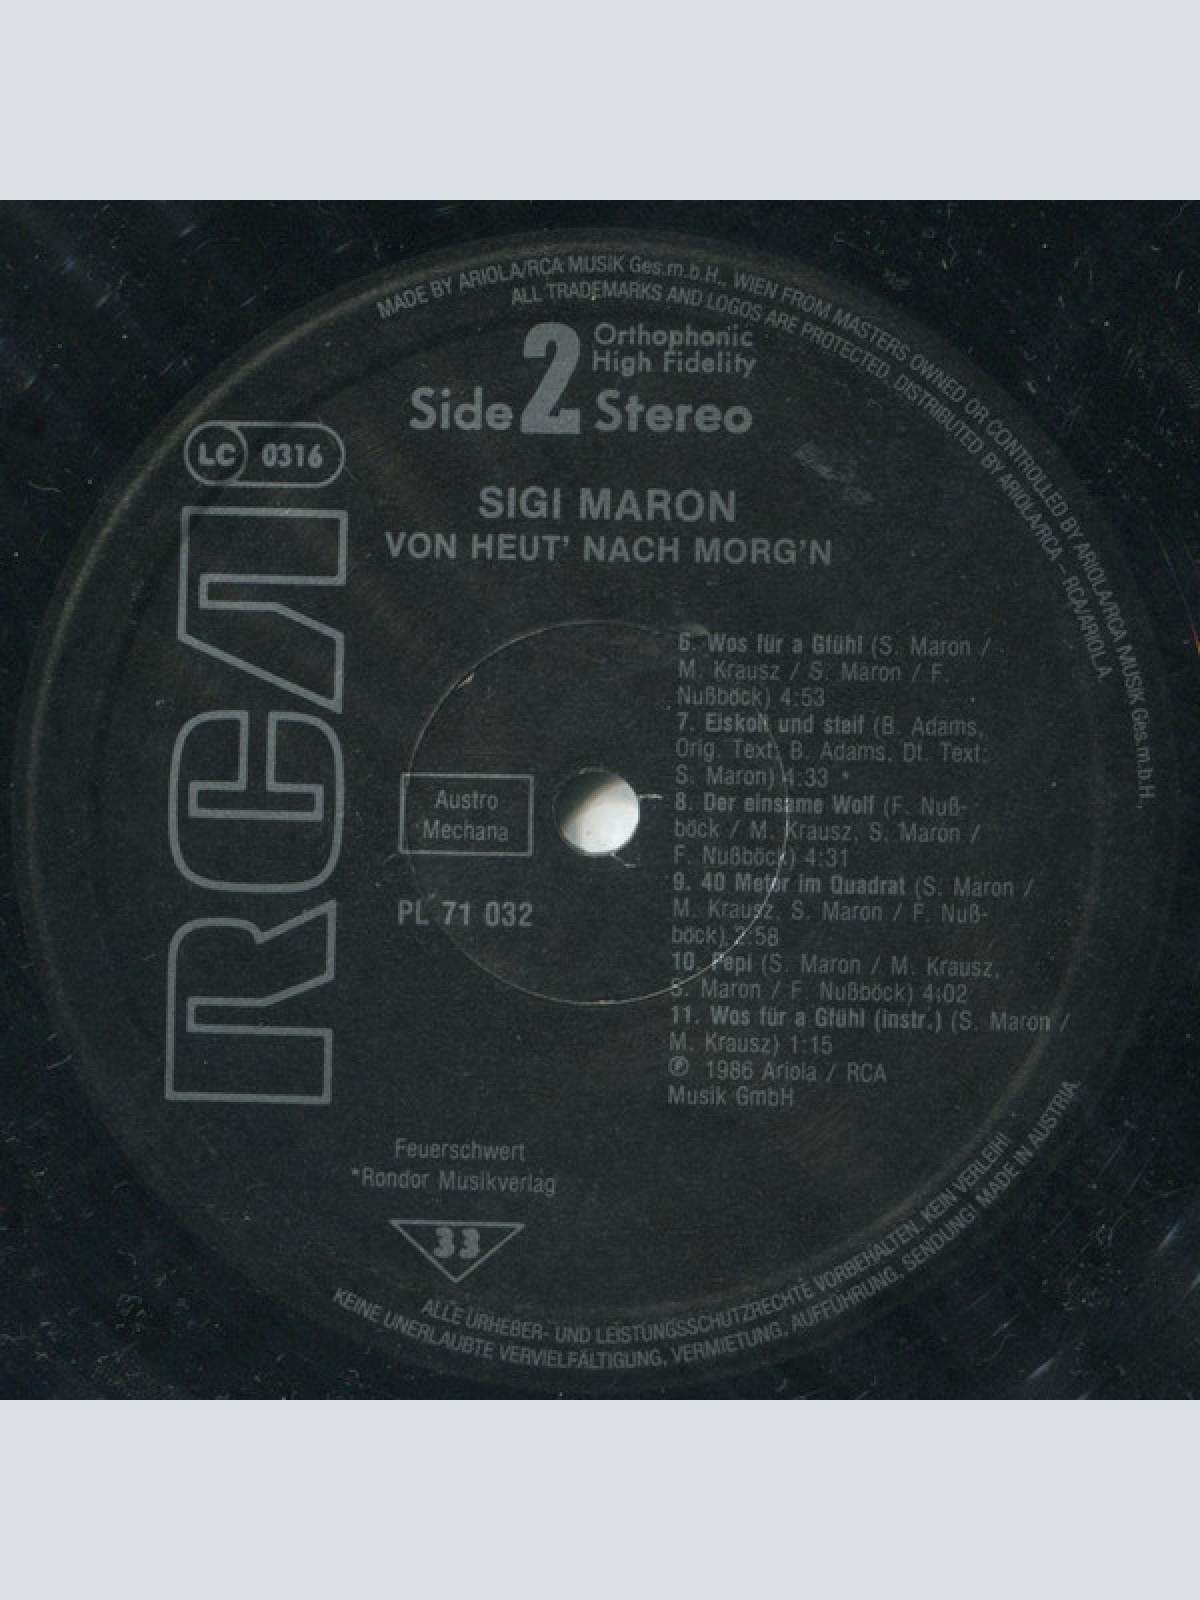 MADE BY ARIOLA/RCA MUSIK Ges.m.b.H., WIEN FROM MASTERS OWNED OR CONTROLLED BY ARIOLA/RCA MUSIK Ges.m.b.H.,
ALL TRADEMARKS AND LOGOS ARE PROTECTED. DISTRIBUTED BY ARIOLA/RCA – RCA/ARIOLA.
Side 2 Orthophonic
High Fidelity
Stereo
LC 0316
RCA
SIGI MARON
VON HEUT' NACH MORG'N
6. Wos für a Gfühl (S. Maron /
M. Krausz / S. Maron / F.
Nußböck) 4:53
7. Eiskolt und steif (B. Adams,
Orig. Text: B. Adams, Dt. Text:
S. Maron) 4:33 *
8. Der einsame Wolf (F. Nuß-
böck / M. Krausz, S. Maron /
F. Nußböck) 4:31
9. 40 Meter im Quadrat (S. Maron /
M. Krausz, S. Maron / F. Nuß-
böck) 2:58
10. Pepi (S. Maron / M. Krausz,
S. Maron / F. Nußböck) 4:02
11. Wos für a Gfühl (instr.) (S. Maron /
M. Krausz) 1:15
℗ 1986 Ariola / RCA
Musik GmbH
Austro
Mechana
PL 71 032
Feuerschwert
*Rondor Musikverlag
33
ALLE URHEBER- UND LEISTUNGSSCHUTZRECHTE VORBEHALTEN. KEIN VERLEIH!
KEINE UNERLAUBTE VERVIELFÄLTIGUNG, VERMIETUNG, AUFFÜHRUNG, SENDUNG! MADE IN AUSTRIA.